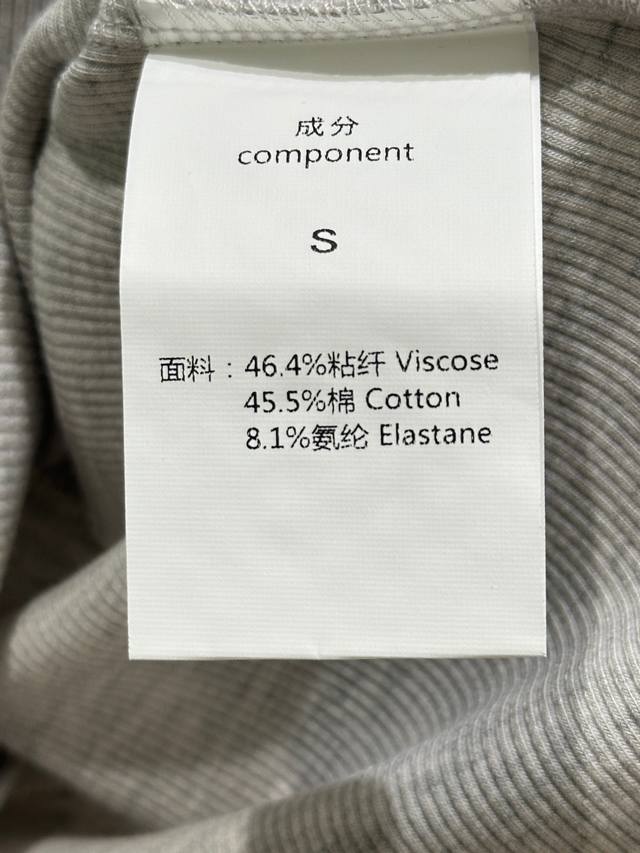 成分
component
S
面料：46.4%粘纤 Viscose
45.5%棉 Cotton
8.1%氨纶 Elastane